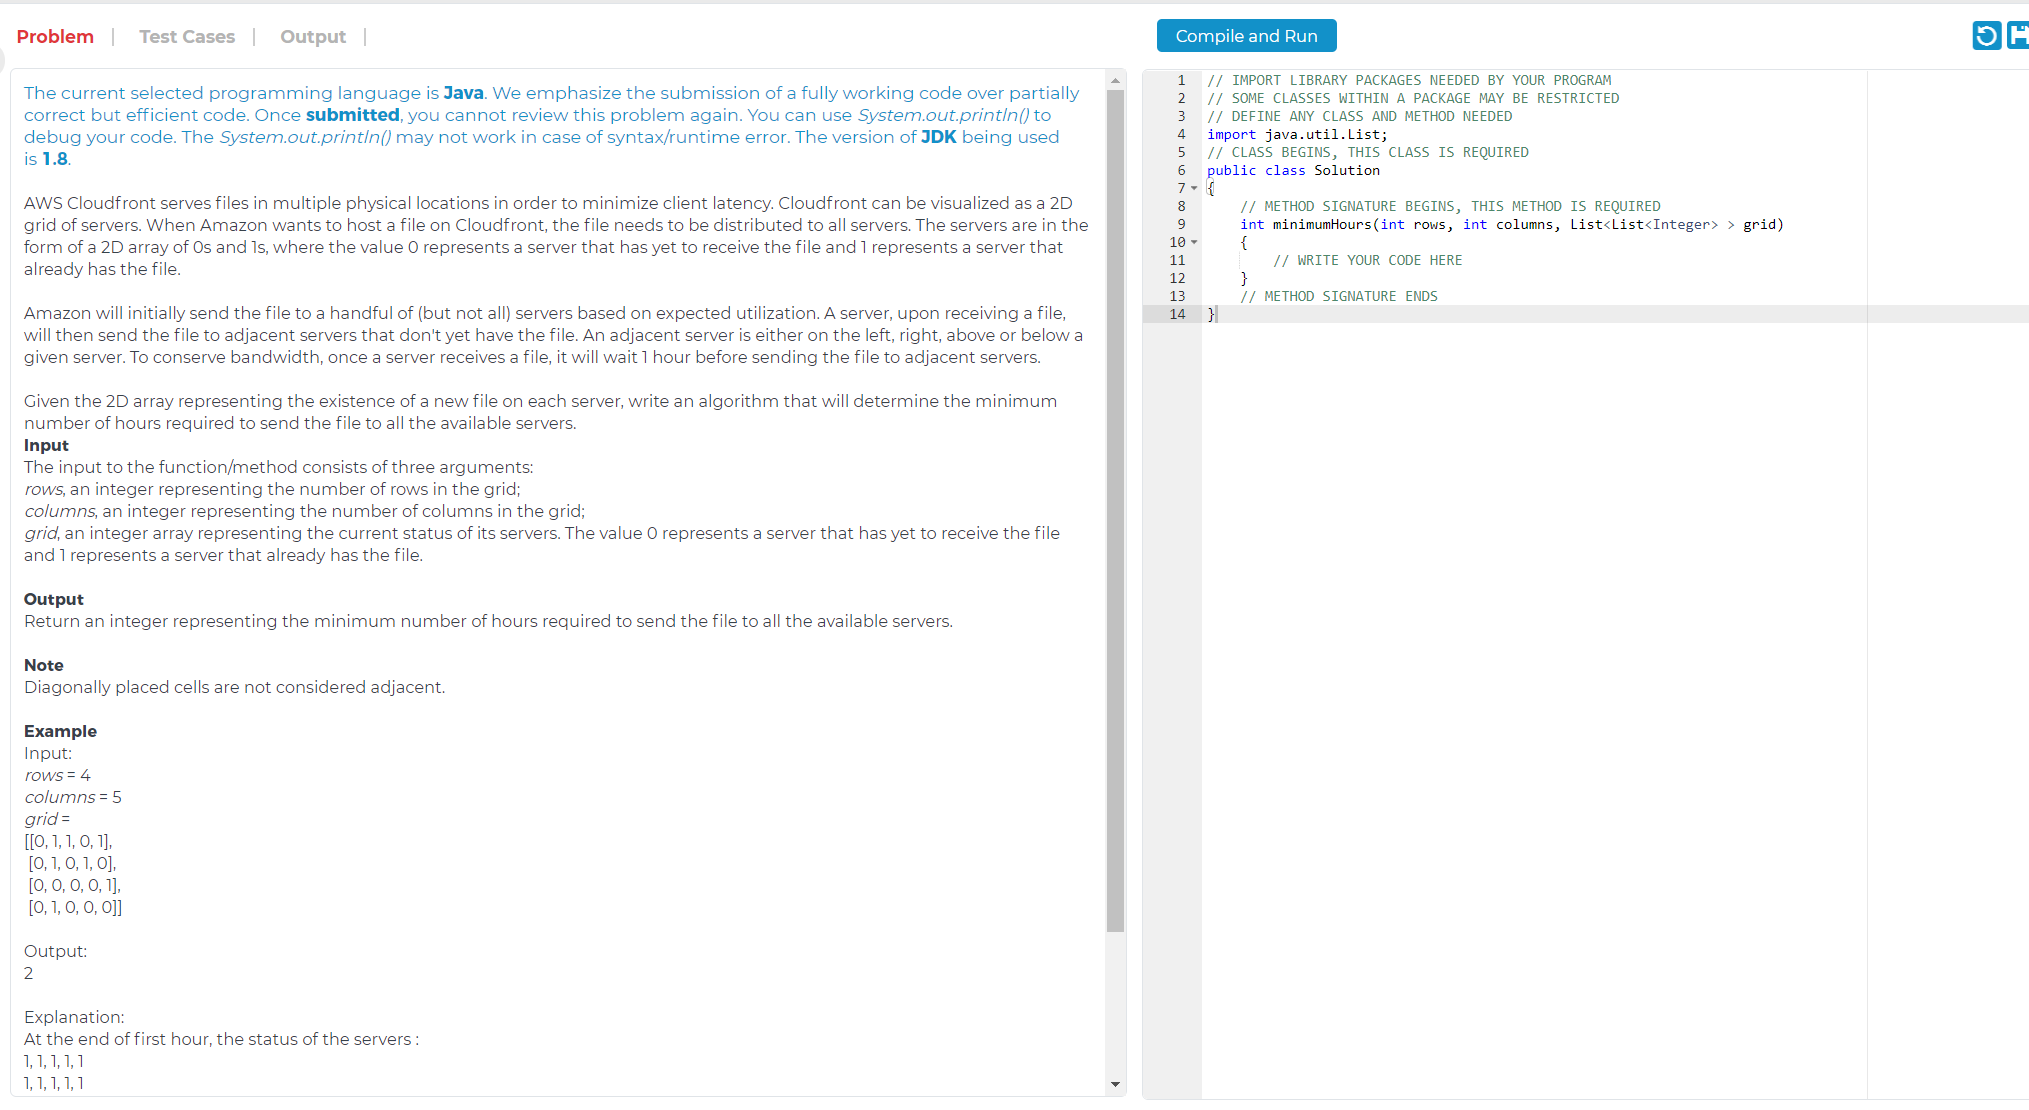 Problem | Test Cases | Output |
Compile and Run
The current selected programming language is Java. We emphasize the submission of a fully working code over partially
correct but efficient code. Once submitted, you cannot review this problem again. You can use System.out.println() to
debug your code. The System.out.println() may not work in case of syntax/runtime error. The version of JDK being used
is 1.8.
AWS Cloudfront serves files in multiple physical locations in order to minimize client latency. Cloudfront can be visualized as a 2D
grid of servers. When Amazon wants to host a file on Cloudfront, the file needs to be distributed to all servers. The servers are in the
form of a 2D array of 0s and 1s, where the value 0 represents a server that has yet to receive the file and 1 represents a server that
already has the file.
Amazon will initially send the file to a handful of (but not all) servers based on expected utilization. A server, upon receiving a file,
will then send the file to adjacent servers that don't yet have the file. An adjacent server is either on the left, right, above or below a
given server. To conserve bandwidth, once a server receives a file, it will wait 1 hour before sending the file to adjacent servers.
Given the 2D array representing the existence of a new file on each server, write an algorithm that will determine the minimum
number of hours required to send the file to all the available servers.
Input
The input to the function/method consists of three arguments:
rows, an integer representing the number of rows in the grid;
columns, an integer representing the number of columns in the grid;
grid, an integer array representing the current status of its servers. The value 0 represents a server that has yet to receive the file
and 1 represents a server that already has the file.
Output
Return an integer representing the minimum number of hours required to send the file to all the available servers.
Note
Diagonally placed cells are not considered adjacent.
Example
Input:
rows = 4
columns = 5
grid =
[[0, 1, 1, 0, 1],
[0, 1, 0, 1, 0],
[0, 0, 0, 0, 1],
[0, 1, 0, 0, 0]]
Output:
2
Explanation:
At the end of first hour, the status of the servers :
1, 1, 1, 1, 1
1, 1, 1, 1, 1
1 // IMPORT LIBRARY PACKAGES NEEDED BY YOUR PROGRAM
2 // SOME CLASSES WITHIN A PACKAGE MAY BE RESTRICTED
3 // DEFINE ANY CLASS AND METHOD NEEDED
4 import java.util.List;
5 // CLASS BEGINS, THIS CLASS IS REQUIRED
6 public class Solution
7 {
8 // METHOD SIGNATURE BEGINS, THIS METHOD IS REQUIRED
9 int minimumHours(int rows, int columns, List<List<Integer> > grid)
10 {
11 // WRITE YOUR CODE HERE
12 }
13 // METHOD SIGNATURE ENDS
14 }